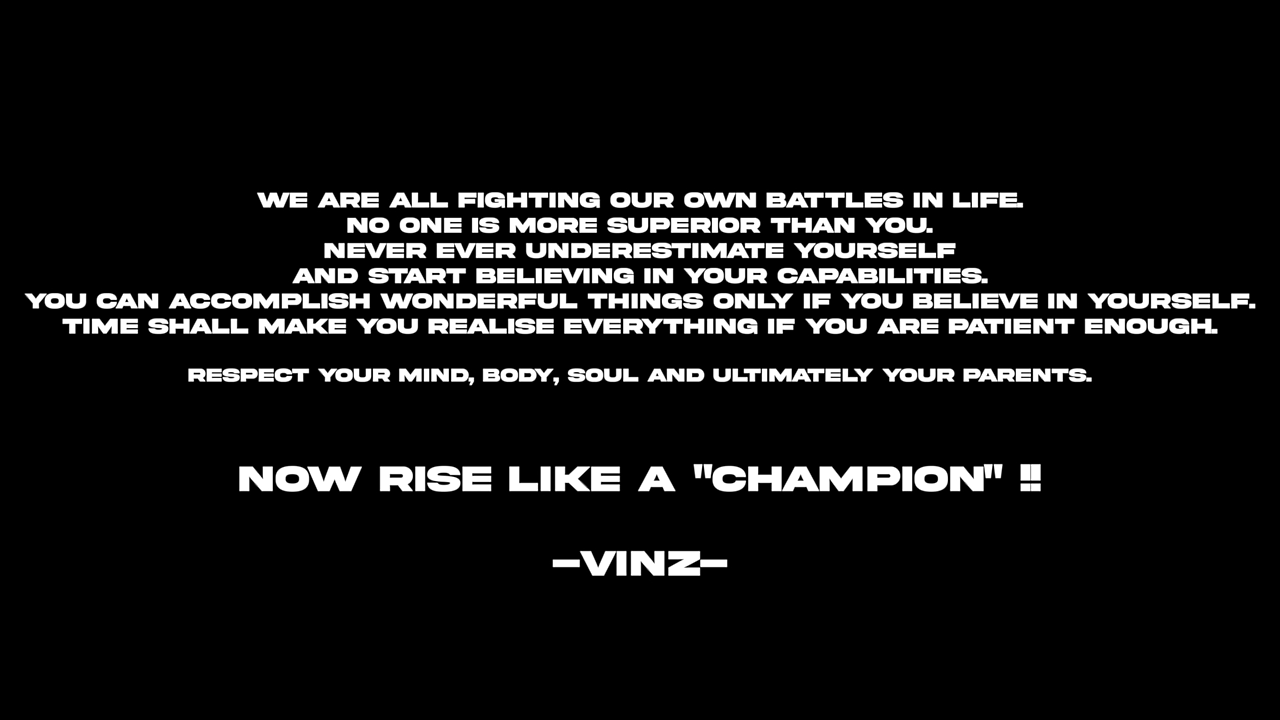 WE ARE ALL FIGHTING OUR OWN BATTLES IN LIFE.
NO ONE IS MORE SUPERIOR THAN YOU.
NEVER EVER UNDERESTIMATE YOURSELF
AND START BELIEVING IN YOUR CAPABILITIES.
YOU CAN ACCOMPLISH WONDERFUL THINGS ONLY IF YOU BELIEVE IN YOURSELF.
TIME SHALL MAKE YOU REALISE EVERYTHING IF YOU ARE PATIENT ENOUGH.
RESPECT YOUR MIND, BODY, SOUL AND ULTIMATELY YOUR PARENTS.
NOW RISE LIKE A "CHAMPION" !!
-VINZ-